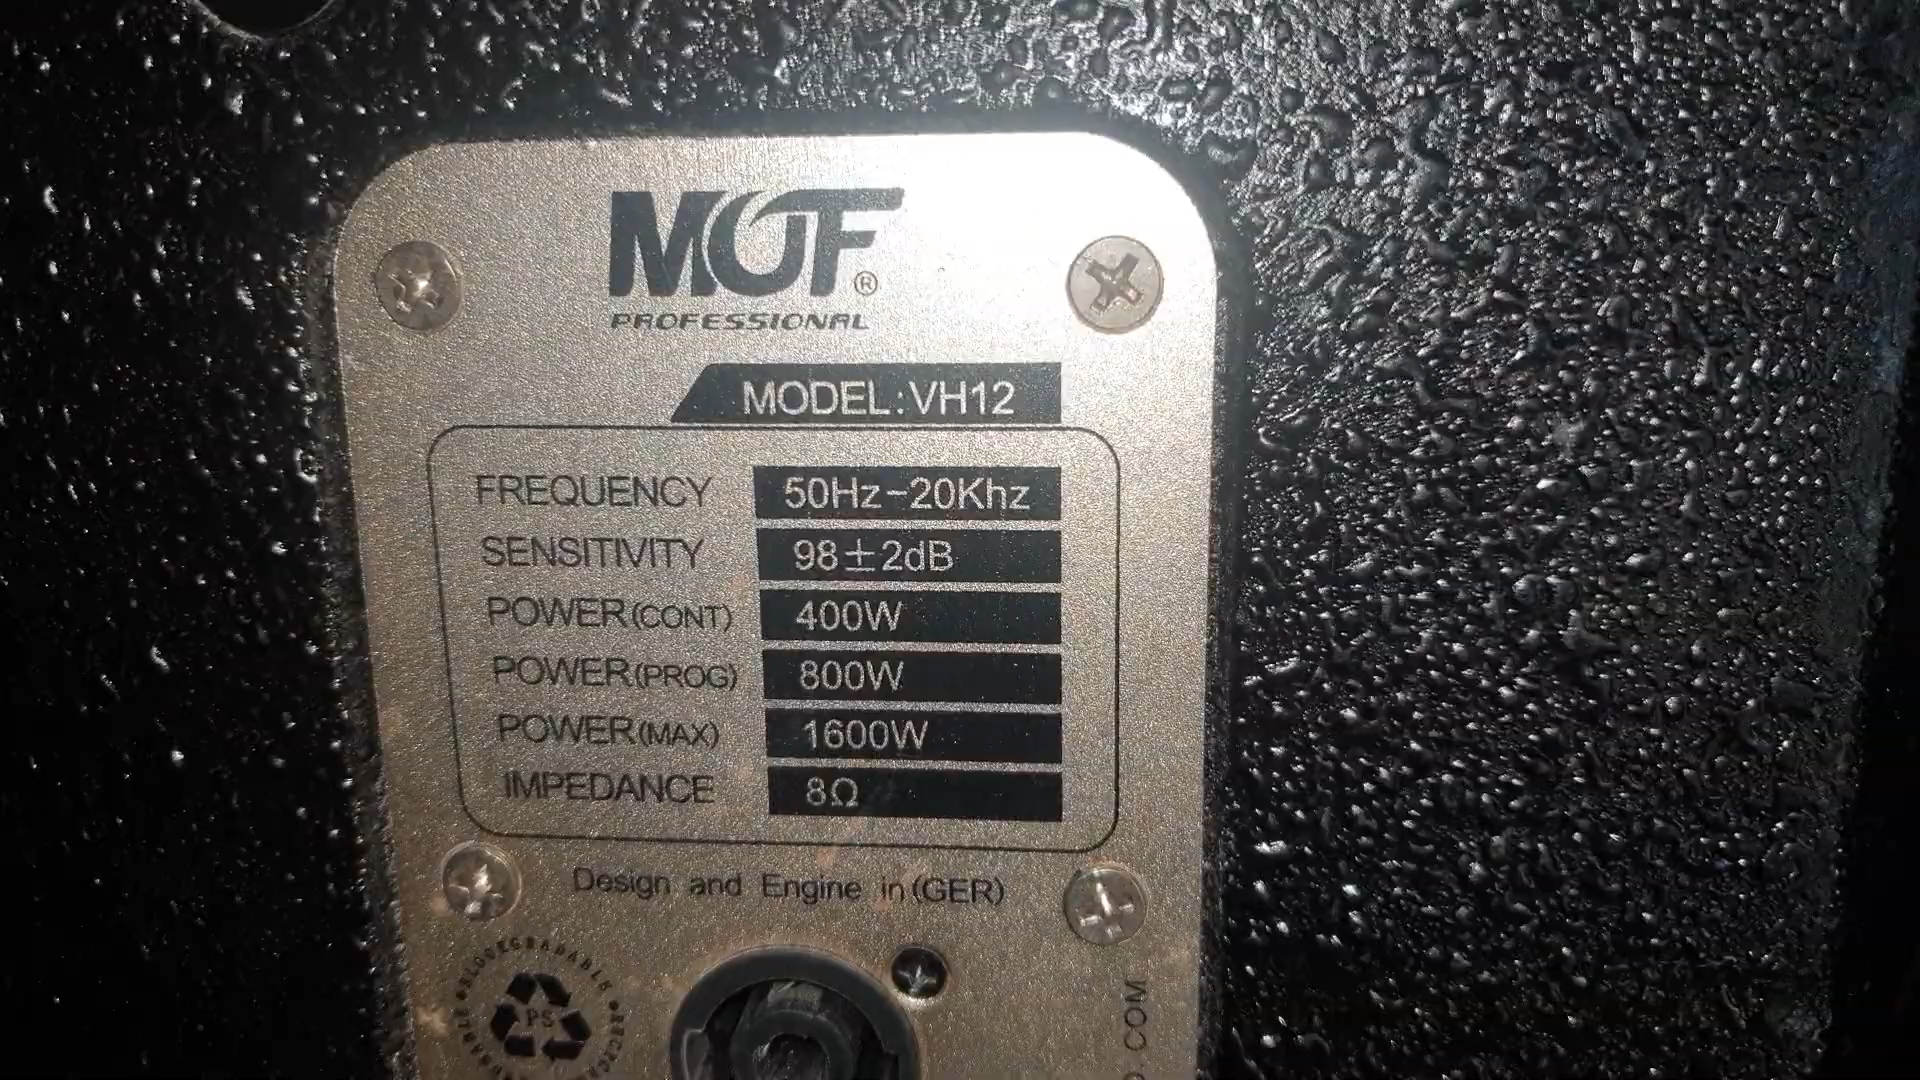 MOF®
PROFESSIONAL
MODEL:VH12
FREQUENCY 50Hz-20Khz
SENSITIVITY 98±2dB
POWER(CONT) 400W
POWER(PROG) 800W
POWER(MAX) 1600W
IMPEDANCE 8Ω
Design and Engine in(GER)
PS
.COM